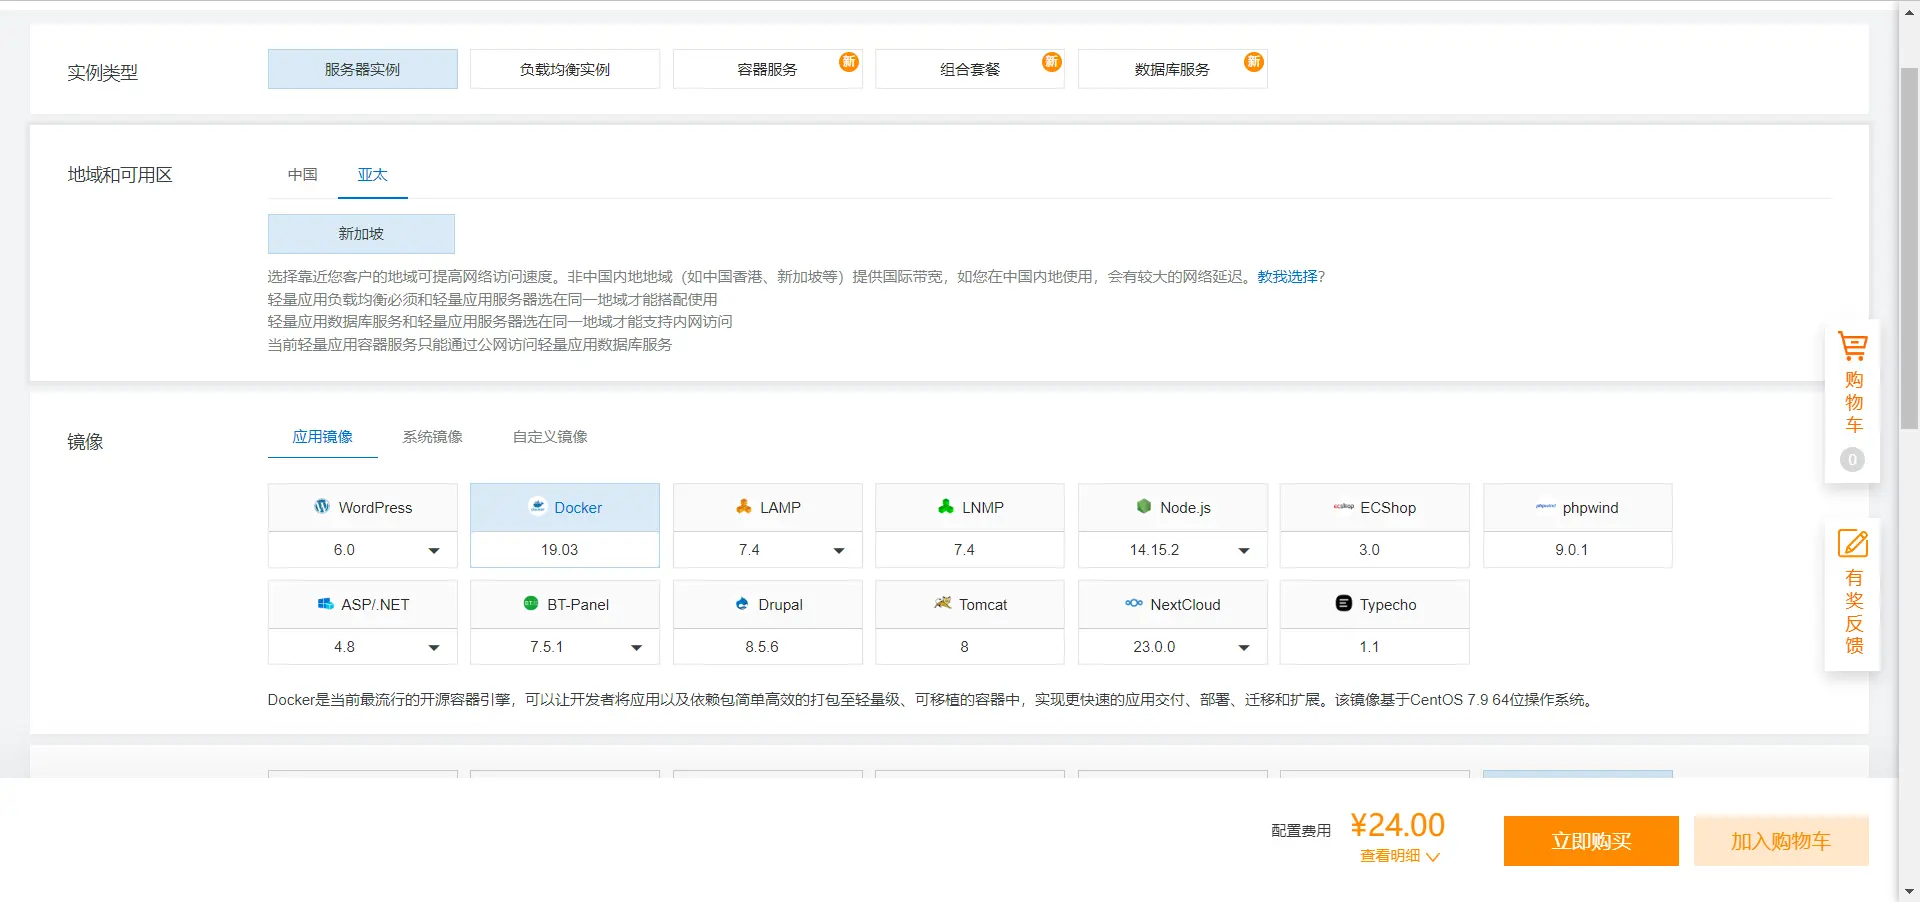 实例类型
服务器实例
负载均衡实例
容器服务
新
组合套餐
新
数据库服务
新
地域和可用区
中国
亚太
新加坡
选择靠近您客户的地域可提高网络访问速度。非中国内地地域（如中国香港、新加坡等）提供国际带宽，如您在中国内地使用，会有较大的网络延迟。教我选择?
轻量应用负载均衡必须和轻量应用服务器选在同一地域才能搭配使用
轻量应用数据库服务和轻量应用服务器选在同一地域才能支持内网访问
当前轻量应用容器服务只能通过公网访问轻量应用数据库服务
镜像
应用镜像
系统镜像
自定义镜像
WordPress
Docker
LAMP
LNMP
Node.js
ECShop
phpwind
6.0
19.03
7.4
7.4
14.15.2
3.0
9.0.1
ASP/.NET
BT-Panel
Drupal
Tomcat
NextCloud
Typecho
4.8
7.5.1
8.5.6
8
23.0.0
1.1
Docker是当前最流行的开源容器引擎，可以让开发者将应用以及依赖包简单高效的打包至轻量级、可移植的容器中，实现更快速的应用交付、部署、迁移和扩展。该镜像基于CentOS 7.9 64位操作系统。
购物车
0
有奖反馈
配置费用
¥24.00
查看明细
立即购买
加入购物车